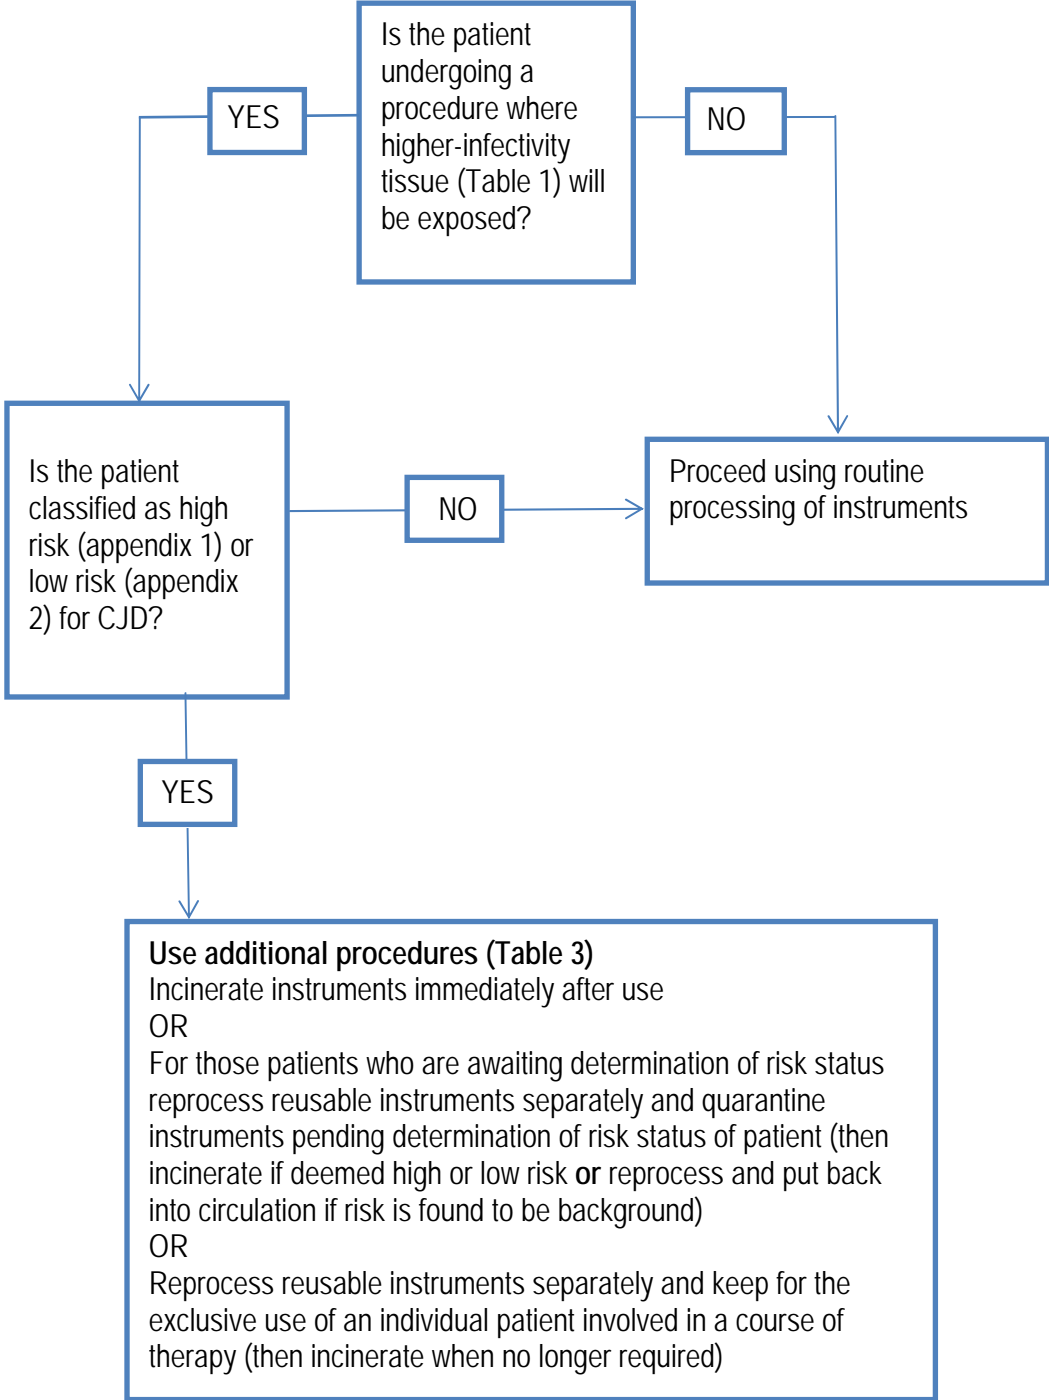 Is the patient
undergoing a
procedure where
higher-infectivity
tissue (Table 1) will
be exposed?
YES
NO
Is the patient
classified as high
risk (appendix 1) or
low risk (appendix
2) for CJD?
NO
Proceed using routine
processing of instruments
YES
Use additional procedures (Table 3)
Incinerate instruments immediately after use
OR
For those patients who are awaiting determination of risk status
reprocess reusable instruments separately and quarantine
instruments pending determination of risk status of patient (then
incinerate if deemed high or low risk or reprocess and put back
into circulation if risk is found to be background)
OR
Reprocess reusable instruments separately and keep for the
exclusive use of an individual patient involved in a course of
therapy (then incinerate when no longer required)